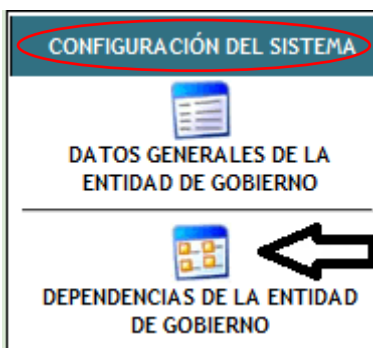 CONFIGURACIÓN DEL SISTEMA
DATOS GENERALES DE LA
ENTIDAD DE GOBIERNO
DEPENDENCIAS DE LA ENTIDAD
DE GOBIERNO